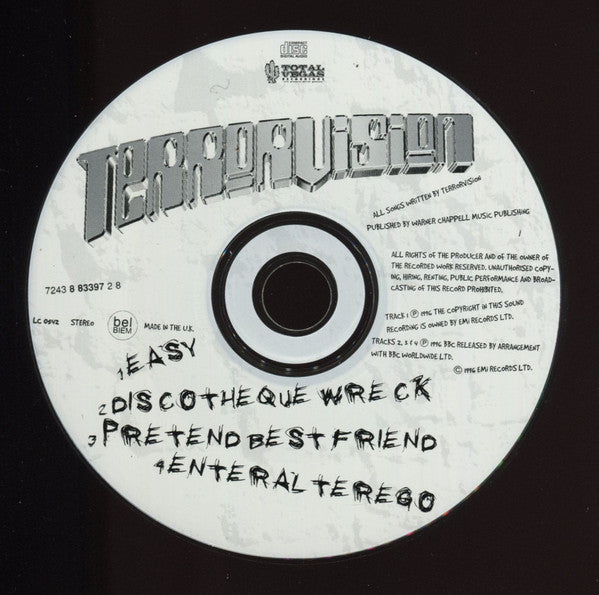 COMPACT
disc
DIGITAL AUDIO
TOTAL
VEGAS
RECORDINGS
TERRORVISION
ALL SONGS WRITTEN BY TERRORVISION
PUBLISHED BY WARNER CHAPPELL MUSIC PUBLISHING
ALL RIGHTS OF THE PRODUCER AND OF THE OWNER OF
THE RECORDED WORK RESERVED. UNAUTHORISED COPY-
ING, HIRING, RENTING, PUBLIC PERFORMANCE AND BROAD-
CASTING OF THIS RECORD PROHIBITED.
7243 8 83397 2 8
TRACK 1 ℗ 1996 THE COPYRIGHT IN THIS SOUND
RECORDING IS OWNED BY EMI RECORDS LTD.
LC 0542 STEREO bel BIEM MADE IN THE U.K.
TRACKS 2, 3 & 4 ℗ 1996 BBC RELEASED BY ARRANGEMENT
WITH BBC WORLDWIDE LTD.
© 1996 EMI RECORDS LTD.
1 EASY
2 DISCOTHEQUE WRECK
3 PRETEND BEST FRIEND
4 ENTERALTEREGO